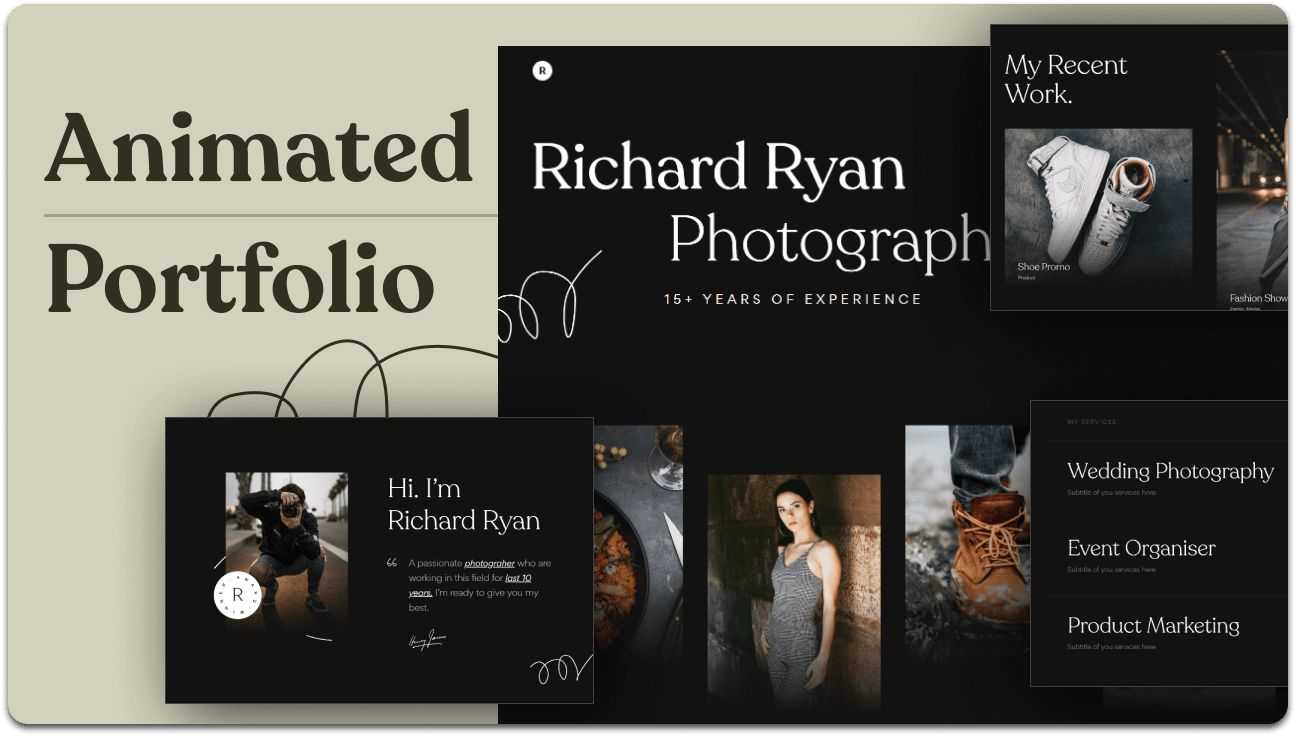 Animated
Portfolio
R
Richard Ryan
Photograph
15+ YEARS OF EXPERIENCE
My Recent
Work.
Shoe Promo
Product
Fashion Show
Hi. I'm
Richard Ryan
“ A passionate photograher who are
working in this field for last 10
years. I'm ready to give you my
best.
R
MY SERVICES
Wedding Photography
Subtitle of you services here
Event Organiser
Subtitle of you services here
Product Marketing
Subtitle of you services here